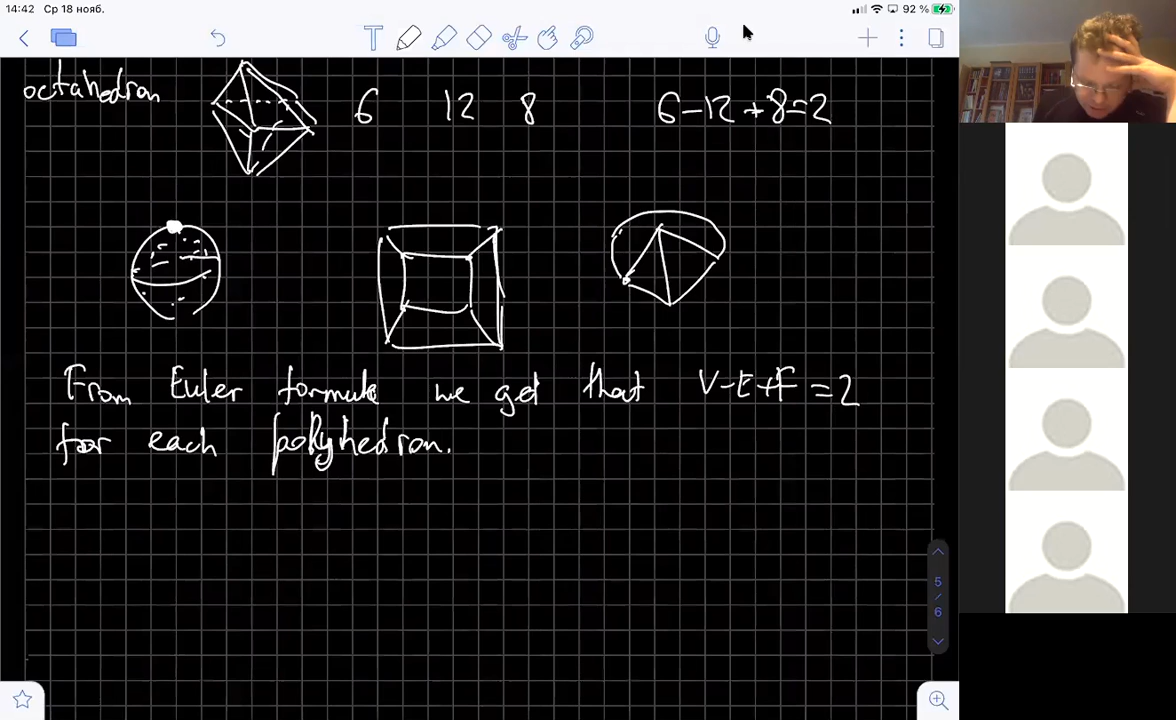 14:42 Ср 18 нояб.
92 %
octahedron 6 12 8 6-12+8=2
From Euler formule we get that V-E+F=2
for each polyhedron.
5
/
6